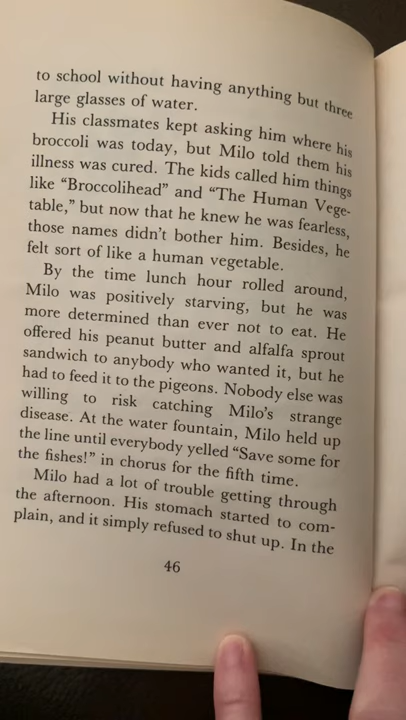 to school without having anything but three
large glasses of water.
His classmates kept asking him where his
broccoli was today, but Milo told them his
illness was cured. The kids called him things
like “Broccolihead” and “The Human Vege-
table,” but now that he knew he was fearless,
those names didn’t bother him. Besides, he
felt sort of like a human vegetable.
By the time lunch hour rolled around,
Milo was positively starving, but he was
more determined than ever not to eat. He
offered his peanut butter and alfalfa sprout
sandwich to anybody who wanted it, but he
had to feed it to the pigeons. Nobody else was
willing to risk catching Milo’s strange
disease. At the water fountain, Milo held up
the line until everybody yelled “Save some for
the fishes!” in chorus for the fifth time.
Milo had a lot of trouble getting through
the afternoon. His stomach started to com-
plain, and it simply refused to shut up. In the
46